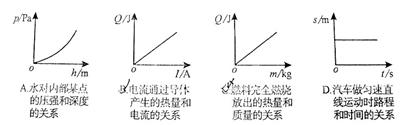 p/Pa
Q/J
Q/J
s/m
O
h/m
O
I/A
O
m/kg
O
t/s
A.水对内部某点
的压强和深度
的关系
B.电流通过导体
产生的热量和
电流的关系
燃料完全燃烧
放出的热量和
质量的关系
D.汽车做匀速直
线运动时路程
和时间的关系